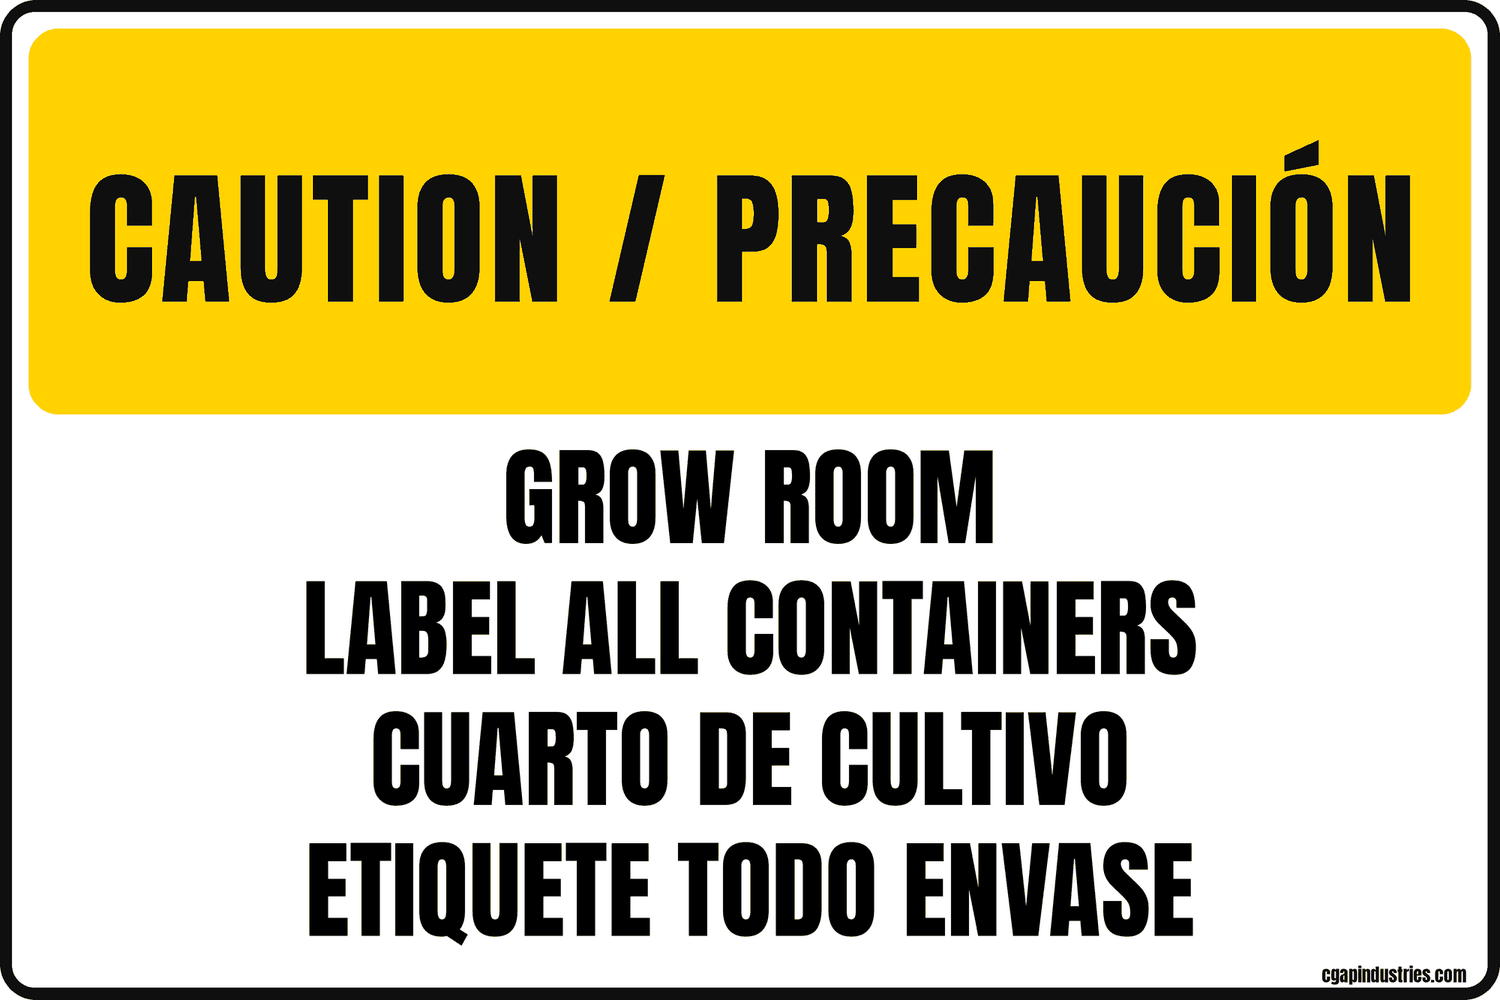 CAUTION / PRECAUCIÓN
GROW ROOM
LABEL ALL CONTAINERS
CUARTO DE CULTIVO
ETIQUETE TODO ENVASE
cgapindustries.com